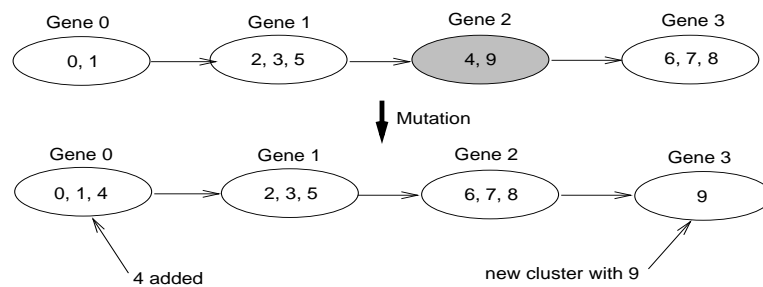 Gene 0 Gene 1 Gene 2 Gene 3
0, 1 2, 3, 5 4, 9 6, 7, 8
Mutation
Gene 0 Gene 1 Gene 2 Gene 3
0, 1, 4 2, 3, 5 6, 7, 8 9
4 added new cluster with 9